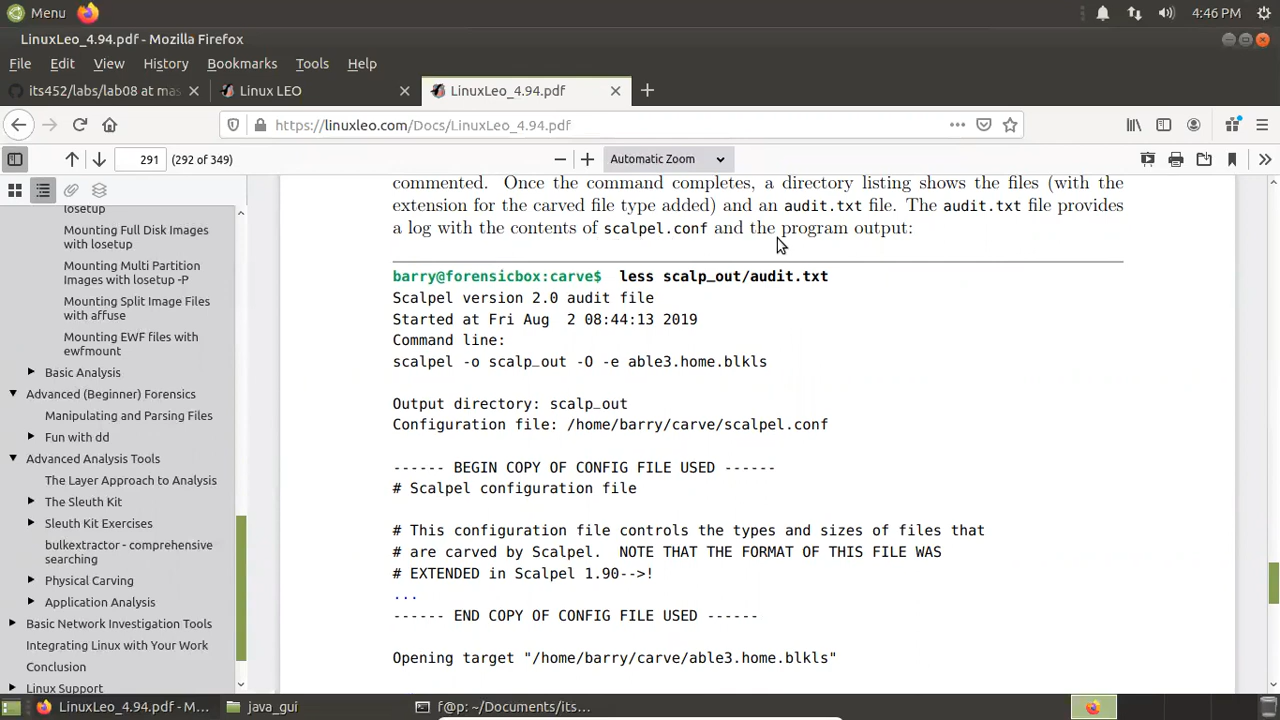 Menu
4:46 PM
LinuxLeo_4.94.pdf - Mozilla Firefox
File Edit View History Bookmarks Tools Help
its452/labs/lab08 at mas
Linux LEO
LinuxLeo_4.94.pdf
https://linuxleo.com/Docs/LinuxLeo_4.94.pdf
291 (292 of 349)
Automatic Zoom
losetup
Mounting Full Disk Images
with losetup
Mounting Multi Partition
Images with losetup -P
Mounting Split Image Files
with affuse
Mounting EWF files with
ewfmount
Basic Analysis
Advanced (Beginner) Forensics
Manipulating and Parsing Files
Fun with dd
Advanced Analysis Tools
The Layer Approach to Analysis
The Sleuth Kit
Sleuth Kit Exercises
bulkextractor - comprehensive
searching
Physical Carving
Application Analysis
Basic Network Investigation Tools
Integrating Linux with Your Work
Conclusion
Linux Support
commented. Once the command completes, a directory listing shows the files (with the
extension for the carved file type added) and an audit.txt file. The audit.txt file provides
a log with the contents of scalpel.conf and the program output:
barry@forensicbox:carve$ less scalp_out/audit.txt
Scalpel version 2.0 audit file
Started at Fri Aug  2 08:44:13 2019
Command line:
scalpel -o scalp_out -O -e able3.home.blkls
Output directory: scalp_out
Configuration file: /home/barry/carve/scalpel.conf
------ BEGIN COPY OF CONFIG FILE USED ------
# Scalpel configuration file
# This configuration file controls the types and sizes of files that
# are carved by Scalpel.  NOTE THAT THE FORMAT OF THIS FILE WAS
# EXTENDED in Scalpel 1.90-->!
...
------ END COPY OF CONFIG FILE USED ------
Opening target "/home/barry/carve/able3.home.blkls"
LinuxLeo_4.94.pdf - M...
java_gui
f@p: ~/Documents/its...